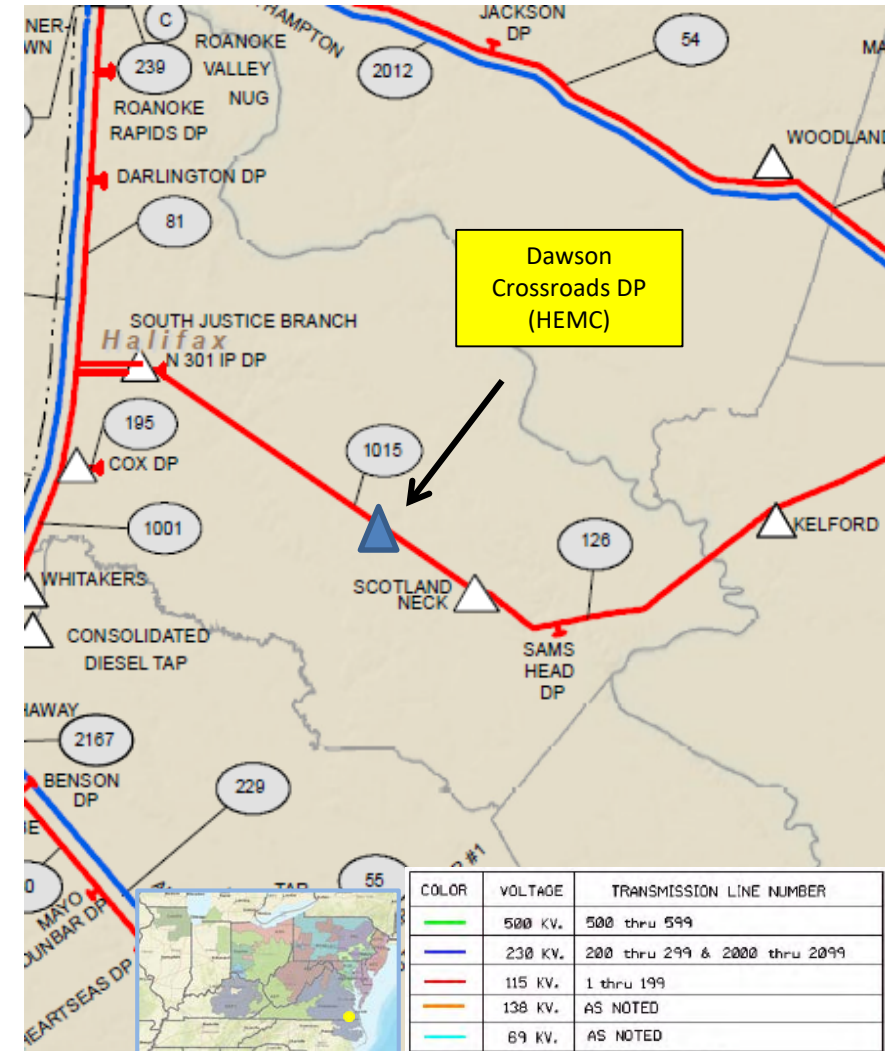 NER-
WN
C
ROANOKE
VALLEY
NUG
239
ROANOKE
RAPIDS DP
DARLINGTON DP
81
HAMPTON
2012
JACKSON
DP
54
MA
WOODLAND
Dawson
Crossroads DP
(HEMC)
SOUTH JUSTICE BRANCH
Halifax
N 301 IP DP
195
COX DP
1015
1001
126
KELFORD
WHITAKERS
SCOTLAND
NECK
CONSOLIDATED
DIESEL TAP
SAMS
HEAD
DP
HAWAY
2167
BENSON
DP
229
MAYO
DUNBAR DP
HEARTSEAS DP
TAR
55
#1
COLOR VOLTAGE TRANSMISSION LINE NUMBER
500 KV. 500 thru 599
230 KV. 200 thru 299 & 2000 thru 2099
115 KV. 1 thru 199
138 KV. AS NOTED
69 KV. AS NOTED